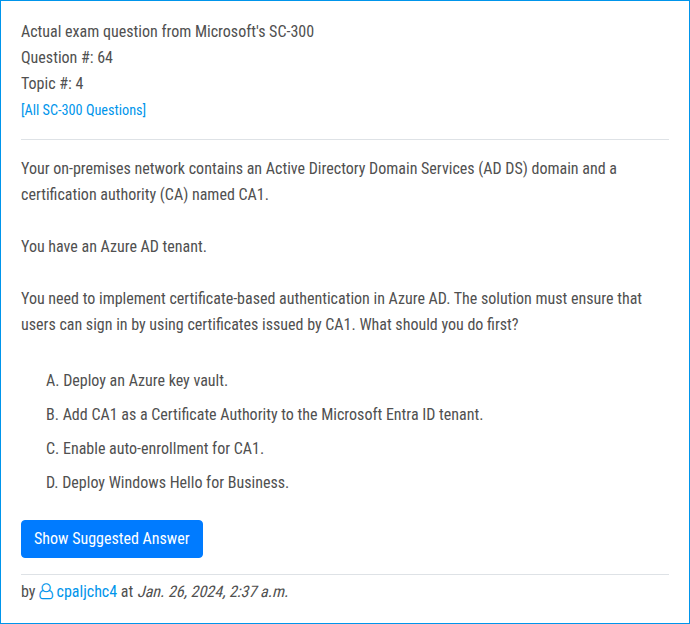 Actual exam question from Microsoft's SC-300
Question #: 64
Topic #: 4
[All SC-300 Questions]
Your on-premises network contains an Active Directory Domain Services (AD DS) domain and a
certification authority (CA) named CA1.
You have an Azure AD tenant.
You need to implement certificate-based authentication in Azure AD. The solution must ensure that
users can sign in by using certificates issued by CA1. What should you do first?
A. Deploy an Azure key vault.
B. Add CA1 as a Certificate Authority to the Microsoft Entra ID tenant.
C. Enable auto-enrollment for CA1.
D. Deploy Windows Hello for Business.
Show Suggested Answer
by cpaljchc4 at Jan. 26, 2024, 2:37 a.m.